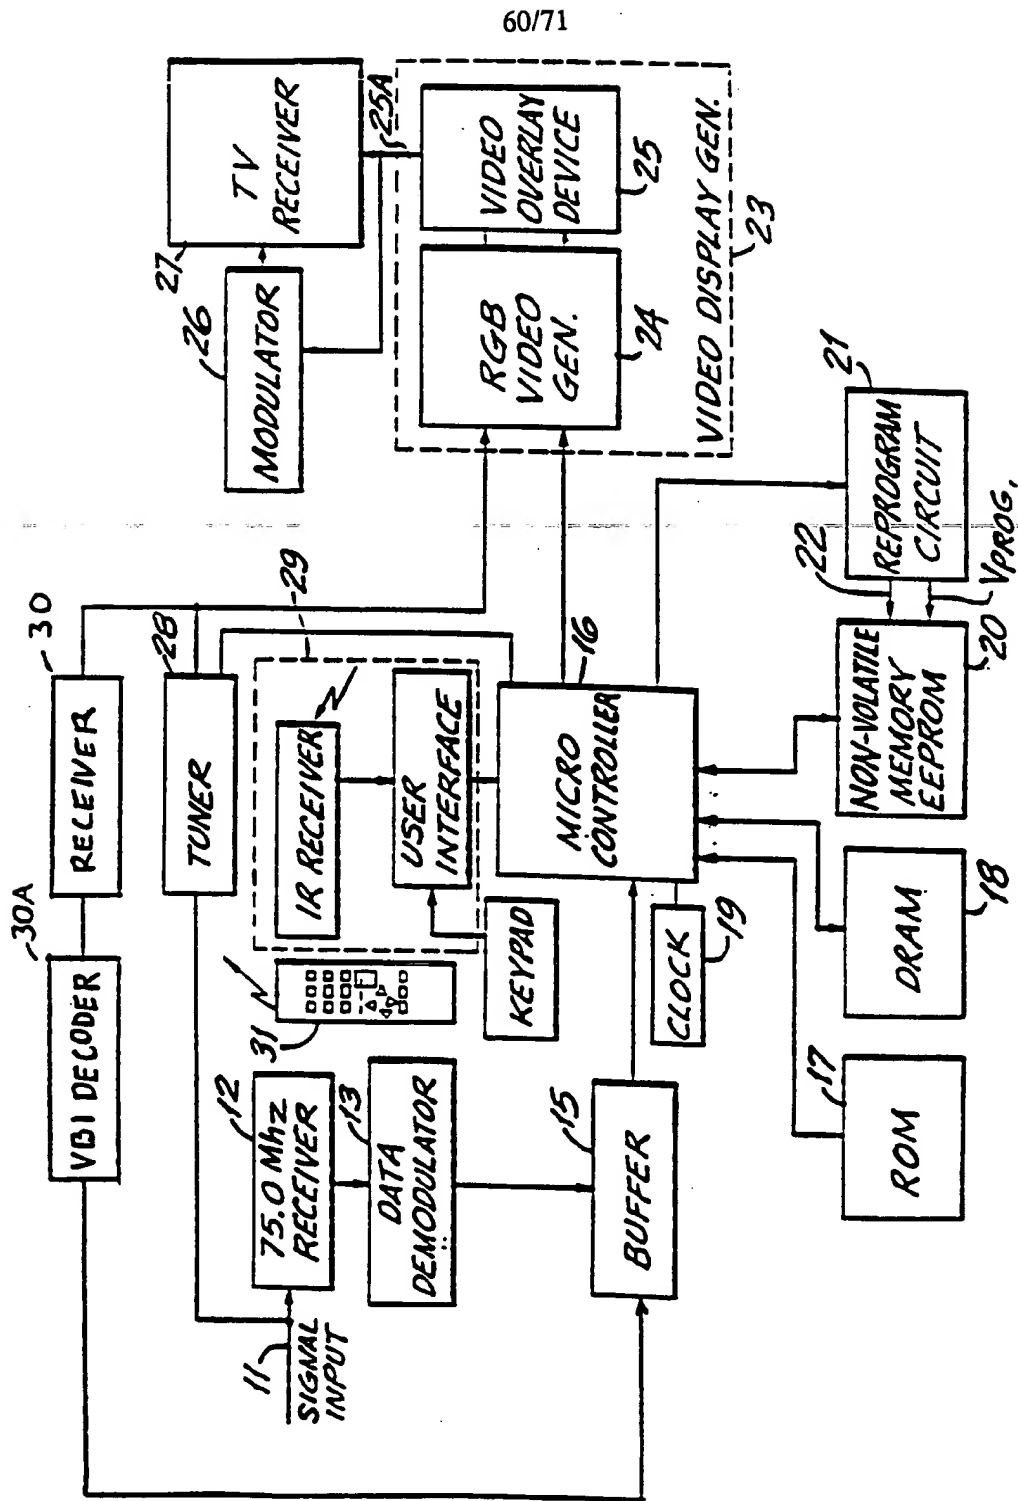 60/71
30A
VBI DECODER
30
RECEIVER
28
TUNER
11
SIGNAL
INPUT
12
75.0 Mhz
RECEIVER
13
DATA
DEMODULATOR
31
29
IR RECEIVER
USER
INTERFACE
KEYPAD
15
BUFFER
16
MICRO
CONTROLLER
CLOCK
19
17
ROM
DRAM
18
NON-VOLATILE
MEMORY
EEPROM
20
22
VPROG.
21
REPROGRAM
CIRCUIT
26
MODULATOR
27
TV
RECEIVER
25A
RGB
VIDEO
GEN.
24
VIDEO
OVERLAY
DEVICE
25
VIDEO DISPLAY GEN.
23